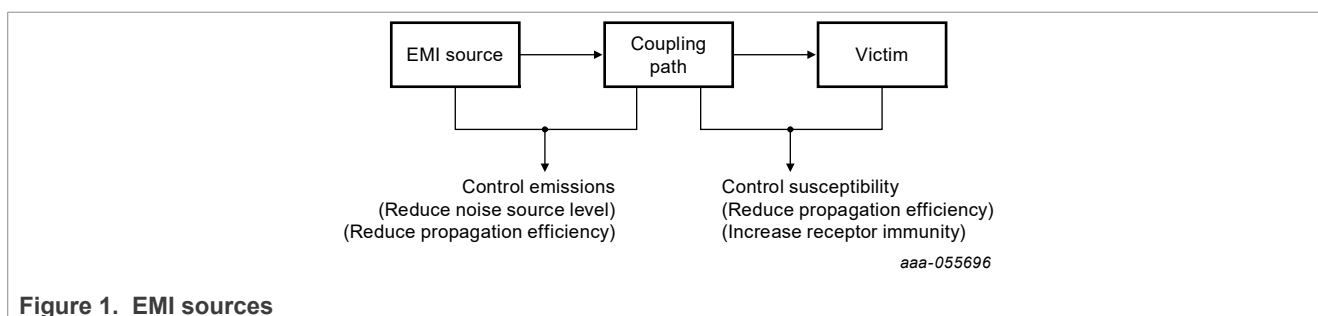 EMI source
Coupling
path
Victim
Control emissions
(Reduce noise source level)
(Reduce propagation efficiency)
Control susceptibility
(Reduce propagation efficiency)
(Increase receptor immunity)
aaa-055696
Figure 1. EMI sources